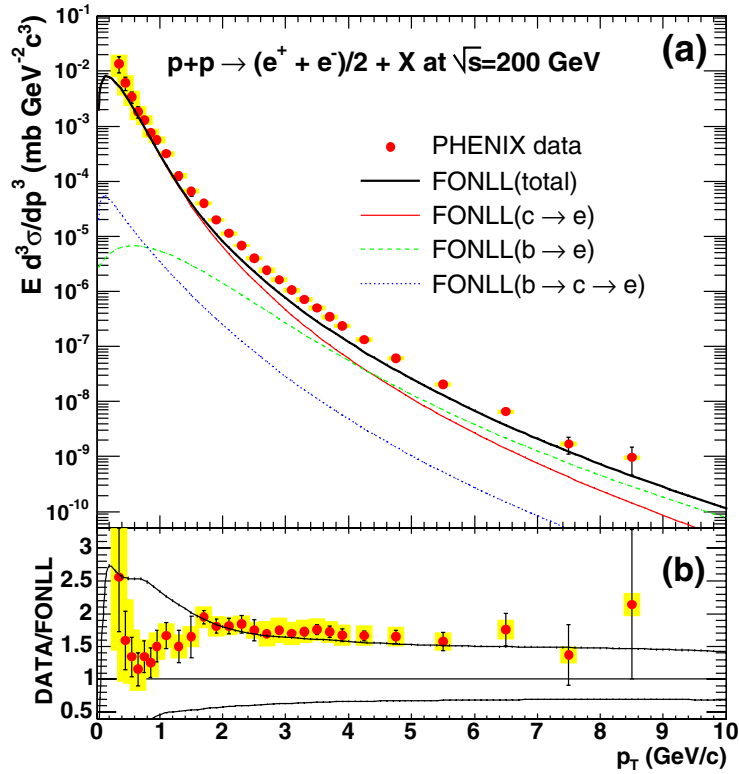 (a)
p+p → (e⁺ + e⁻)/2 + X at √s=200 GeV
PHENIX data
FONLL(total)
FONLL(c → e)
FONLL(b → e)
FONLL(b → c → e)
E d³σ/dp³ (mb GeV⁻²c³)
10⁻¹
10⁻²
10⁻³
10⁻⁴
10⁻⁵
10⁻⁶
10⁻⁷
10⁻⁸
10⁻⁹
10⁻¹⁰
(b)
DATA/FONLL
3
2.5
2
1.5
1
0.5
0 1 2 3 4 5 6 7 8 9 10
p_T (GeV/c)